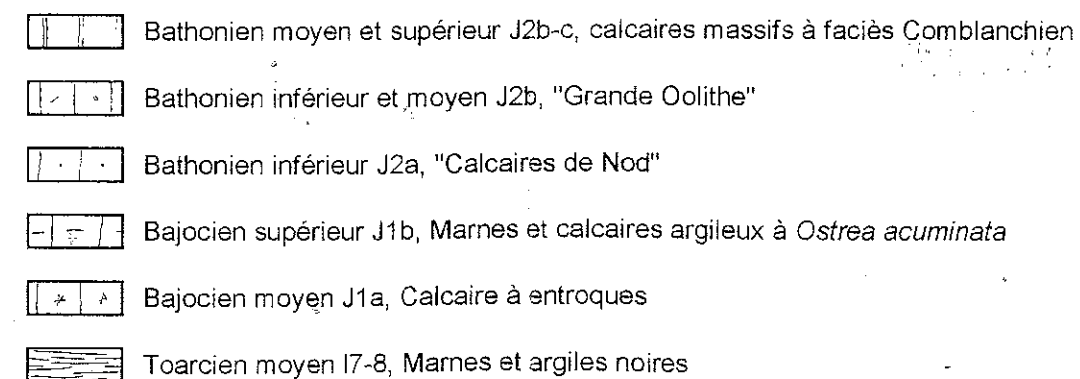 Bathonien moyen et supérieur J2b-c, calcaires massifs à faciès Comblanchien
Bathonien inférieur et moyen J2b, "Grande Oolithe"
Bathonien inférieur J2a, "Calcaires de Nod"
Bajocien supérieur J1b, Marnes et calcaires argileux à Ostrea acuminata
Bajocien moyen J1a, Calcaire à entroques
Toarcien moyen I7-8, Marnes et argiles noires